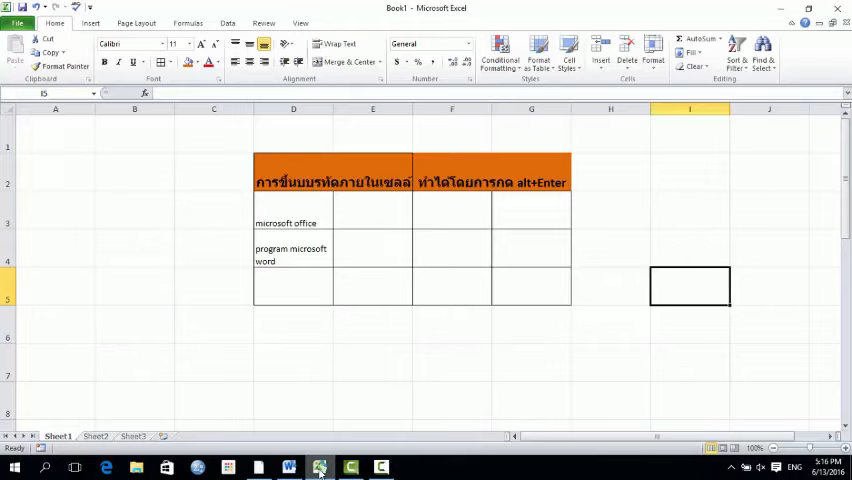 Book1 - Microsoft Excel
File Home Insert Page Layout Formulas Data Review View
Paste Cut Calibri 11 Wrap Text General Conditional Formatting Format as Table Cell Styles Insert Delete Format AutoSum Sort & Filter Find & Select
Copy Fill
Format Painter B I U Merge & Center $ % , Clear
Clipboard Font Alignment Number Styles Cells Editing
I5 fx
A B C D E F G H I J
1
2 การขึ้นบบรทัดภายในเซลล์ ทำได้โดยการกด alt+Enter
3 microsoft office
program microsoft
4 word
5
6
7
8
Sheet1 Sheet2 Sheet3
Ready 100%
ENG 5:16 PM
6/13/2016